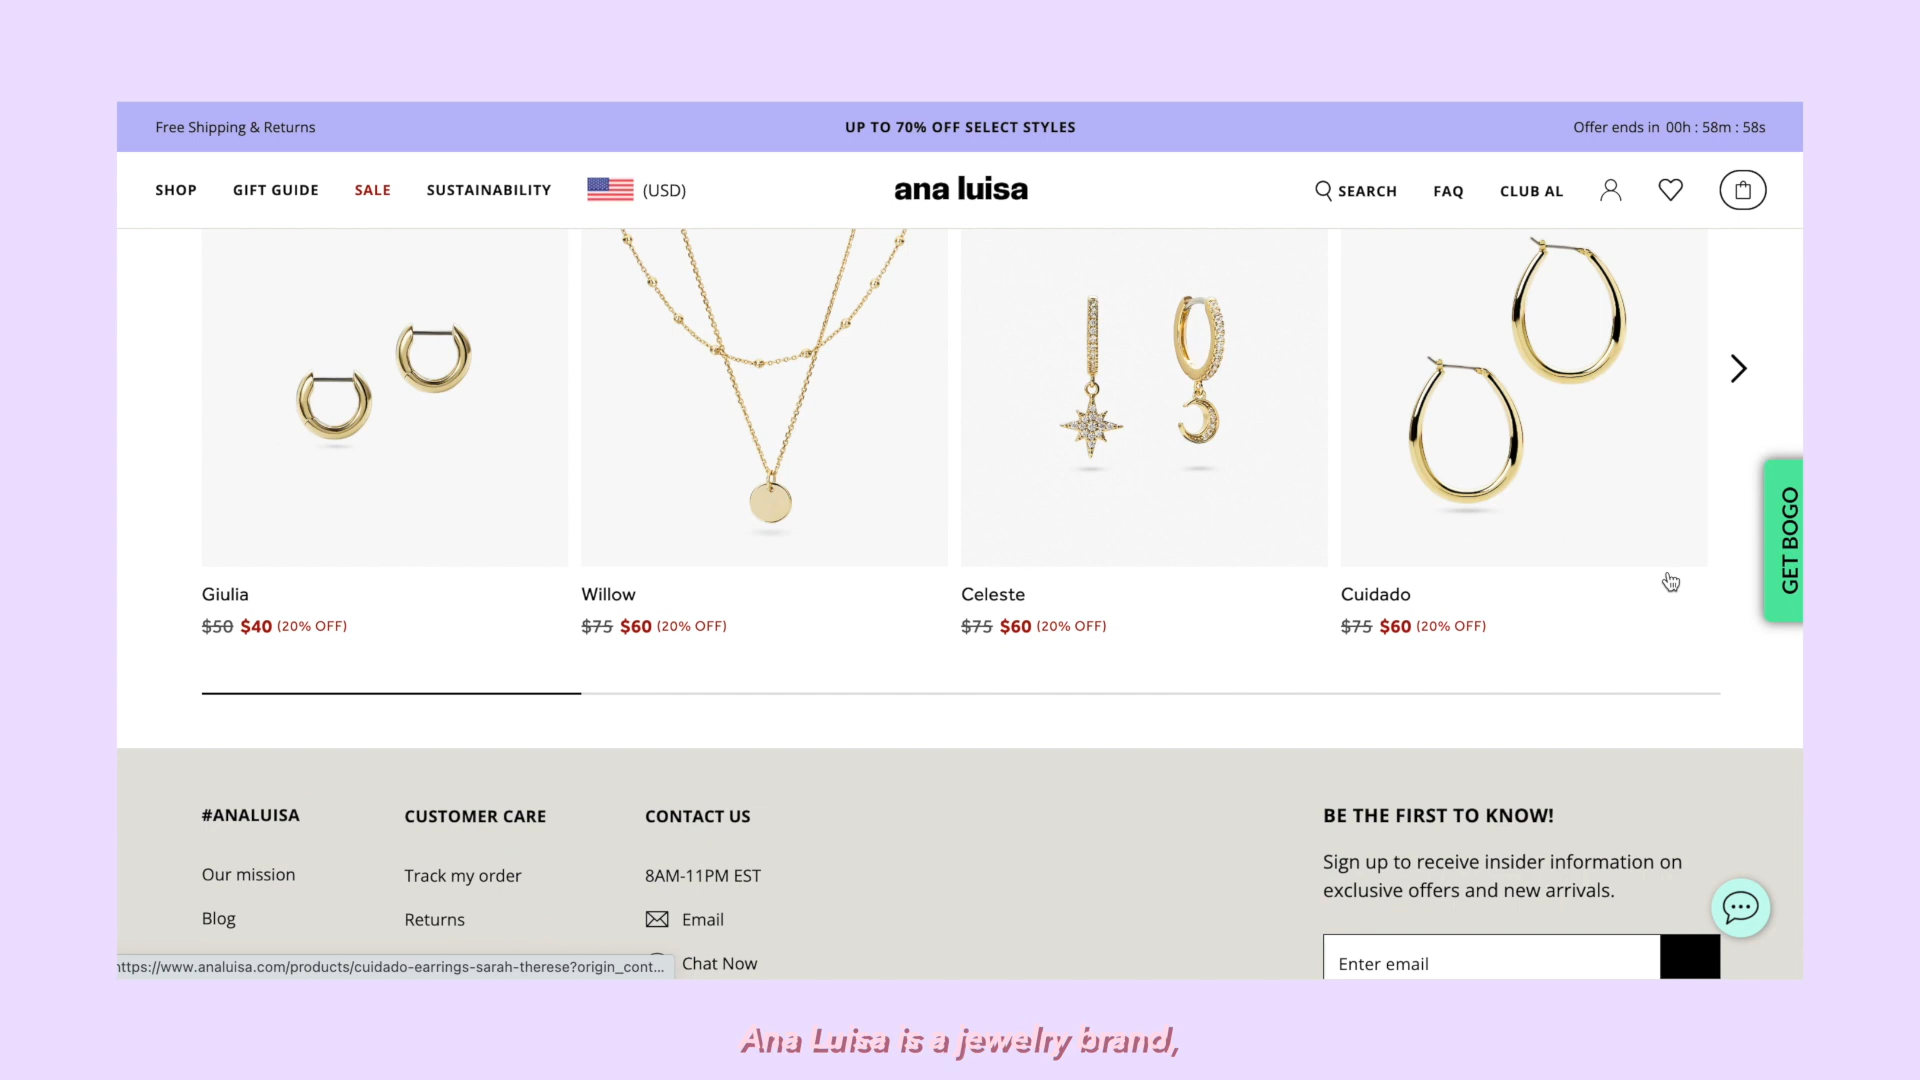 Free Shipping & Returns
UP TO 70% OFF SELECT STYLES
Offer ends in 00h : 58m : 58s
SHOP
GIFT GUIDE
SALE
SUSTAINABILITY
(USD)
ana luisa
SEARCH
FAQ
CLUB AL
GET BOGO
Giulia
$50 $40 (20% OFF)
Willow
$75 $60 (20% OFF)
Celeste
$75 $60 (20% OFF)
Cuidado
$75 $60 (20% OFF)
#ANALUISA
Our mission
Blog
CUSTOMER CARE
Track my order
Returns
CONTACT US
8AM-11PM EST
Email
Chat Now
BE THE FIRST TO KNOW!
Sign up to receive insider information on
exclusive offers and new arrivals.
Enter email
ttps://www.analuisa.com/products/cuidado-earrings-sarah-therese?origin_cont...
Ana Luisa is a jewelry brand,